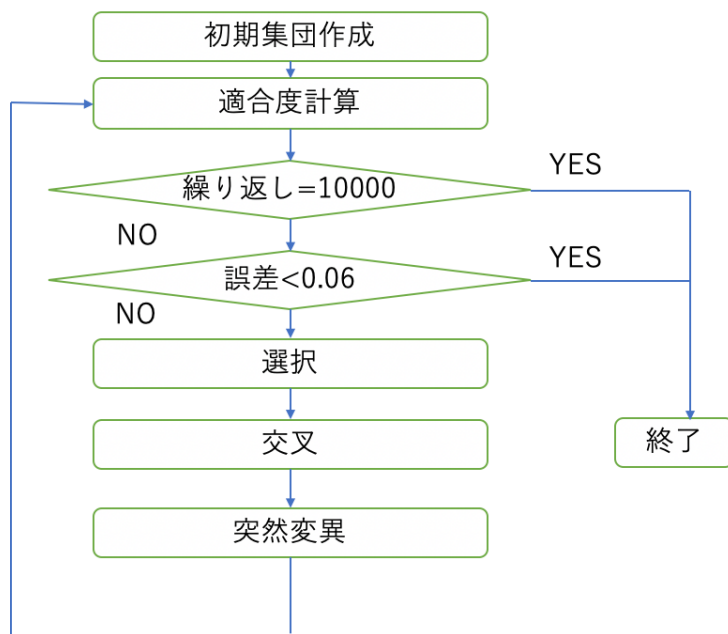 初期集団作成
適合度計算
繰り返し=10000
YES
NO
誤差<0.06
YES
NO
選択
交叉
終了
突然変異